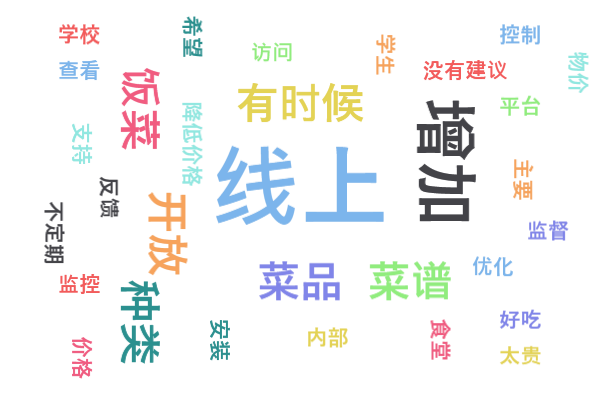 学校
希望
访问
学生
控制
查看
没有建议
物价
饭菜
有时候
平台
降低价格
增加
支持
线上
主要
反馈
开放
不定期
监督
菜品
菜谱
优化
监控
种类
安装
内部
食堂
好吃
价格
太贵